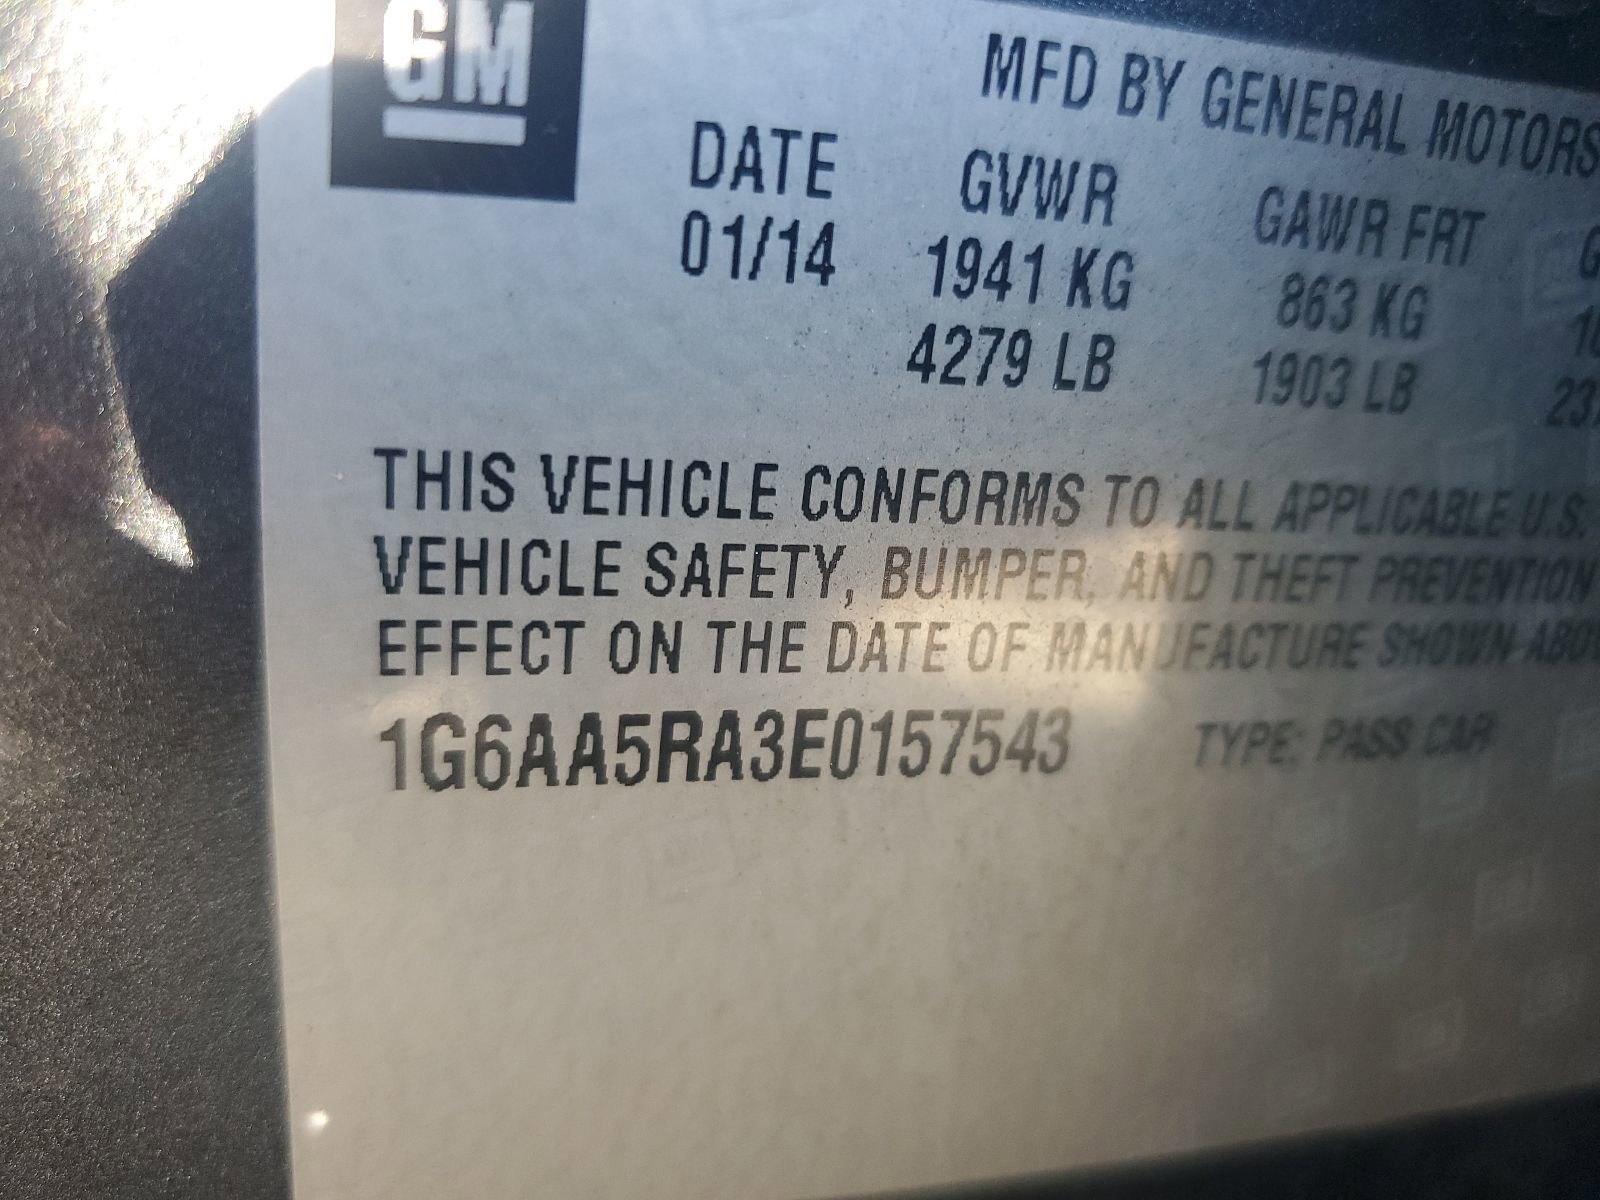 GM
MFD BY GENERAL MOTORS
DATE GVWR GAWR FRT
01/14 1941 KG 863 KG
4279 LB 1903 LB
THIS VEHICLE CONFORMS TO ALL APPLICABLE U.S.
VEHICLE SAFETY, BUMPER, AND THEFT PREVENTION
EFFECT ON THE DATE OF MANUFACTURE SHOWN
1G6AA5RA3E0157543 TYPE: PASS CAR